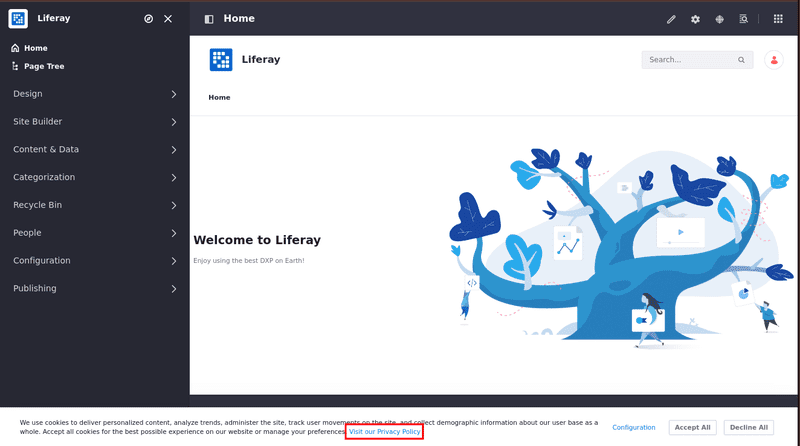 Liferay
Home
Home
Page Tree
Design
Site Builder
Content & Data
Categorization
Recycle Bin
People
Configuration
Publishing
Liferay
Search...
Home
Welcome to Liferay
Enjoy using the best DXP on Earth!
We use cookies to deliver personalized content, analyze trends, administer the site, track user movements on the site, and collect demographic information about our user base as a
whole. Accept all cookies for the best possible experience on our website or manage your preferences. Visit our Privacy Policy
Configuration
Accept All
Decline All